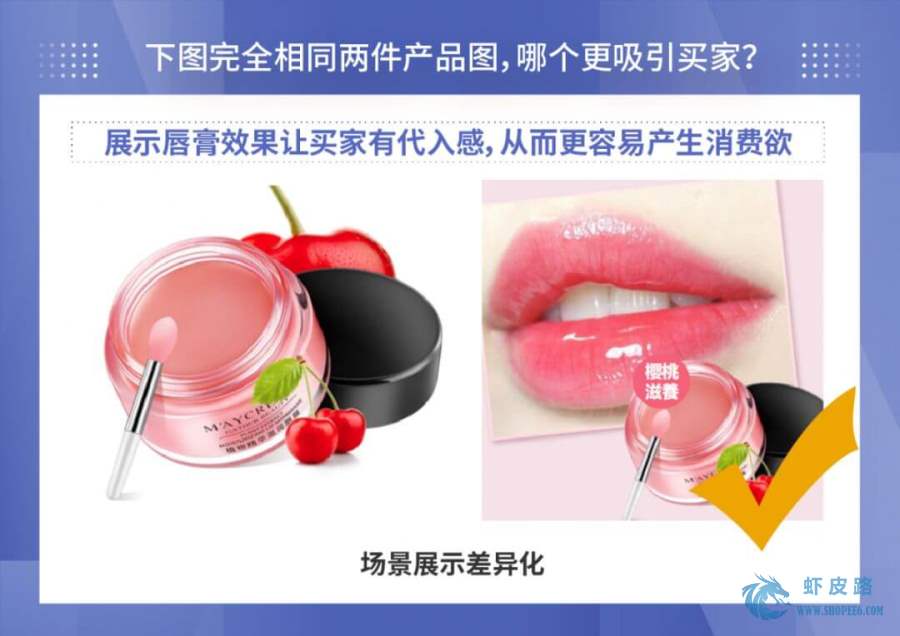 下图完全相同两件产品图，哪个更吸引买家？
展示唇膏效果让买家有代入感，从而更容易产生消费欲
樱桃
滋養
场景展示差异化
虾皮路
WWW.SHOPEE6.COM